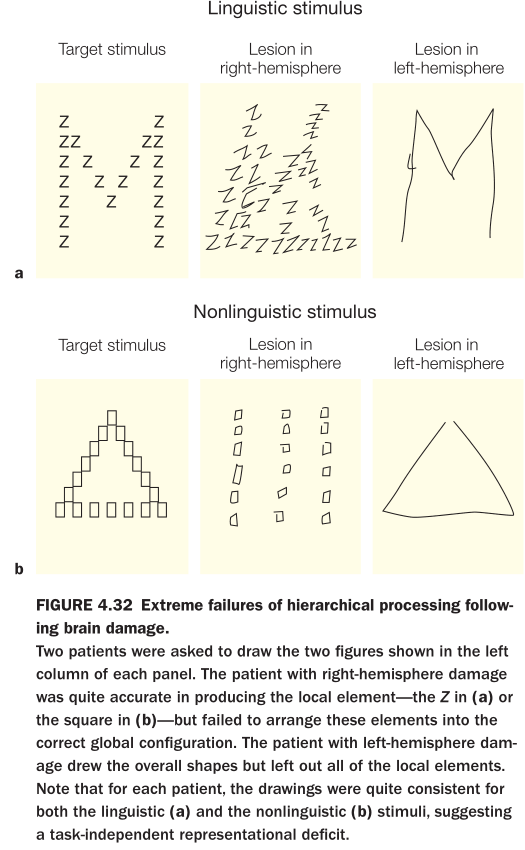 Linguistic stimulus
Target stimulus
Lesion in
right-hemisphere
Lesion in
left-hemisphere
Z Z
ZZ ZZ
Z Z Z Z
Z Z Z Z
Z Z Z
Z Z
Z Z
a
Nonlinguistic stimulus
Target stimulus
Lesion in
right-hemisphere
Lesion in
left-hemisphere
b
FIGURE 4.32 Extreme failures of hierarchical processing follow-
ing brain damage.
Two patients were asked to draw the two figures shown in the left
column of each panel. The patient with right-hemisphere damage
was quite accurate in producing the local element—the Z in (a) or
the square in (b)—but failed to arrange these elements into the
correct global configuration. The patient with left-hemisphere dam-
age drew the overall shapes but left out all of the local elements.
Note that for each patient, the drawings were quite consistent for
both the linguistic (a) and the nonlinguistic (b) stimuli, suggesting
a task-independent representational deficit.